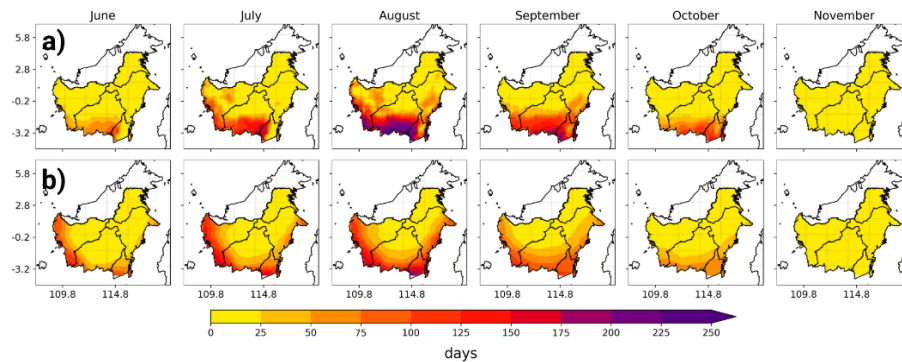 June July August September October November
a)
5.8
2.8
-0.2
-3.2
b)
5.8
2.8
-0.2
-3.2
109.8 114.8 109.8 114.8 109.8 114.8 109.8 114.8 109.8 114.8 109.8 114.8
0 25 50 75 100 125 150 175 200 225 250
days